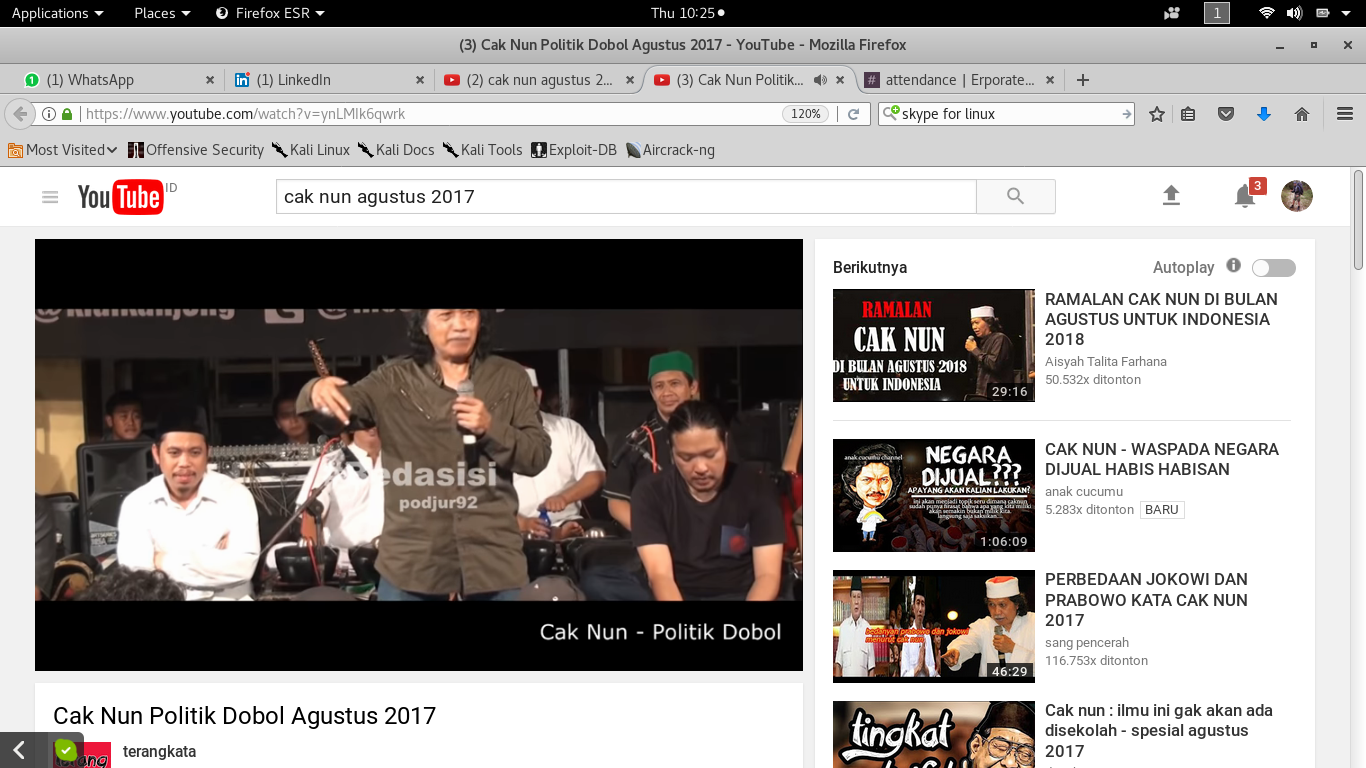 Applications Places Firefox ESR Thu 10:25 1
(3) Cak Nun Politik Dobol Agustus 2017 - YouTube - Mozilla Firefox
(1) WhatsApp (1) LinkedIn (2) cak nun agustus 2... (3) Cak Nun Politik... attendance | Erporate...
https://www.youtube.com/watch?v=ynLMIk6qwrk 120% skype for linux
Most Visited Offensive Security Kali Linux Kali Docs Kali Tools Exploit-DB Aircrack-ng
YouTube ID cak nun agustus 2017 3
Redasisi
podjur92
Cak Nun - Politik Dobol
Cak Nun Politik Dobol Agustus 2017
terangkata
Berikutnya Autoplay
RAMALAN
CAK NUN
DI BULAN AGUSTUS 2018
UNTUK INDONESIA
29:16
RAMALAN CAK NUN DI BULAN
AGUSTUS UNTUK INDONESIA
2018
Aisyah Talita Farhana
50.532x ditonton
anak cucumu channel
NEGARA
DIJUAL???
APAYANG AKAN KALIAN LAKUKAN?
1:06:09
CAK NUN - WASPADA NEGARA
DIJUAL HABIS HABISAN
anak cucumu
5.283x ditonton BARU
bedanyan prabowo dan jokowi
menurut cak nun
46:29
PERBEDAAN JOKOWI DAN
PRABOWO KATA CAK NUN
2017
sang pencerah
116.753x ditonton
tingkat
Cak nun : ilmu ini gak akan ada
disekolah - spesial agustus
2017